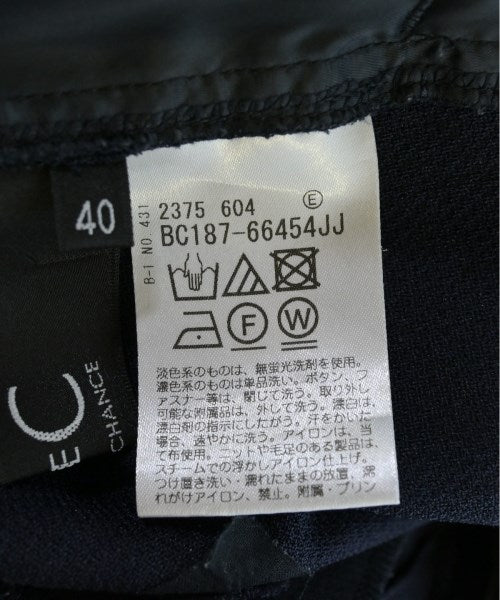 40
EC
CHANCE
B-1 NO. 431
2375 604 Ⓔ
BC187-66454JJ
F W
淡色系のものは、無蛍光洗剤を使用。
濃色系のものは単品洗い。ボタン、フ
ァスナー等は、閉じて洗う。取り外し
可能な附属品は、外して洗う。漂白は、
漂白剤の指示にしたがう。汗をかいた
場合、速やかに洗う。アイロンは、当
て布使用。ニットや毛足のある製品は、
スチームでの浮かしアイロン仕上げ。
つけ置き洗い・濡れたままの放置、濡
れがけアイロン、禁止。附属・プリン